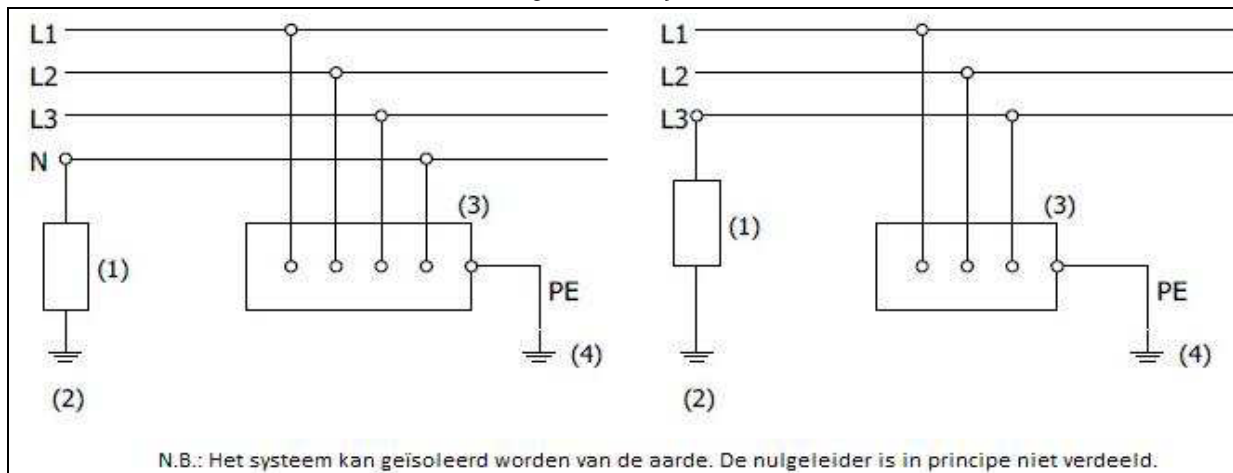 L1
L2
L3
N
(1)
(2)
(3)
PE
(4)
L1
L2
L3
(1)
(2)
(3)
PE
(4)
N.B.: Het systeem kan geïsoleerd worden van de aarde. De nulgeleider is in principe niet verdeeld.